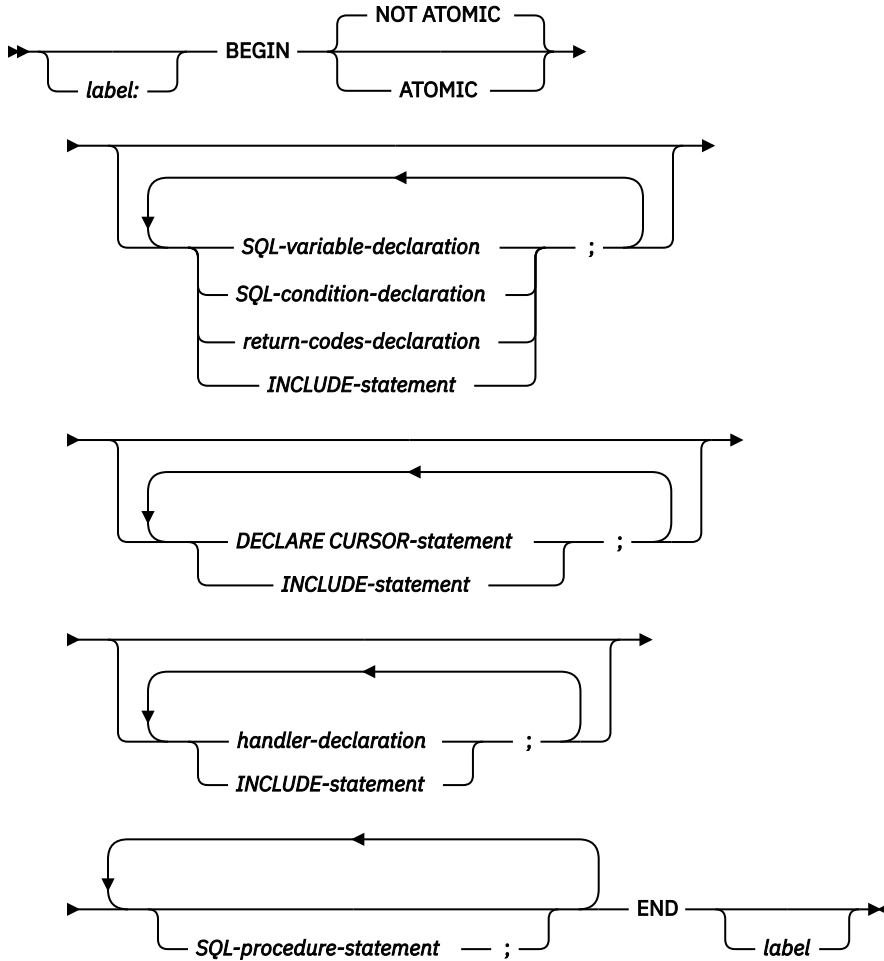 NOT ATOMIC
BEGIN
label:
ATOMIC
SQL-variable-declaration ;
SQL-condition-declaration
return-codes-declaration
INCLUDE-statement
DECLARE CURSOR-statement ;
INCLUDE-statement
handler-declaration ;
INCLUDE-statement
END
SQL-procedure-statement ;
label